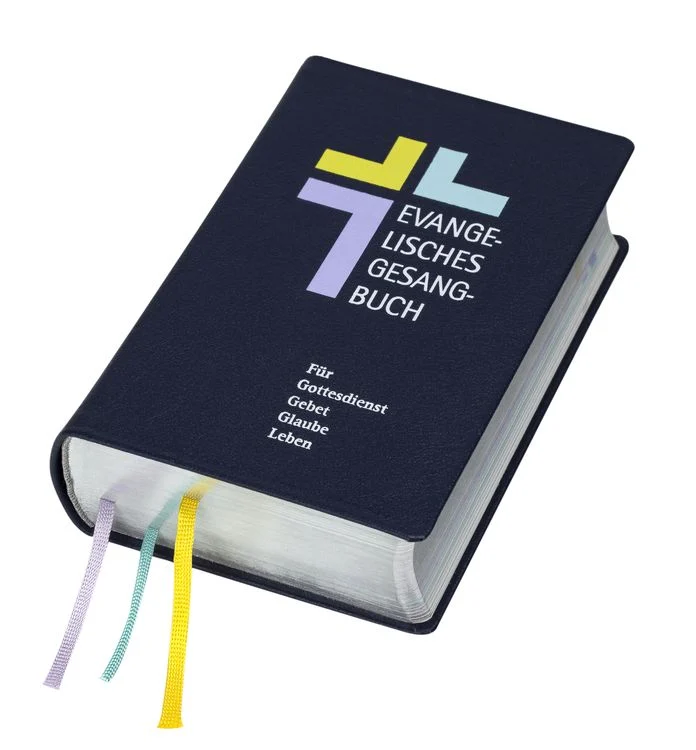 EVANGE-
LISCHES
GESANG-
BUCH
Für
Gottesdienst
Gebet
Glaube
Leben